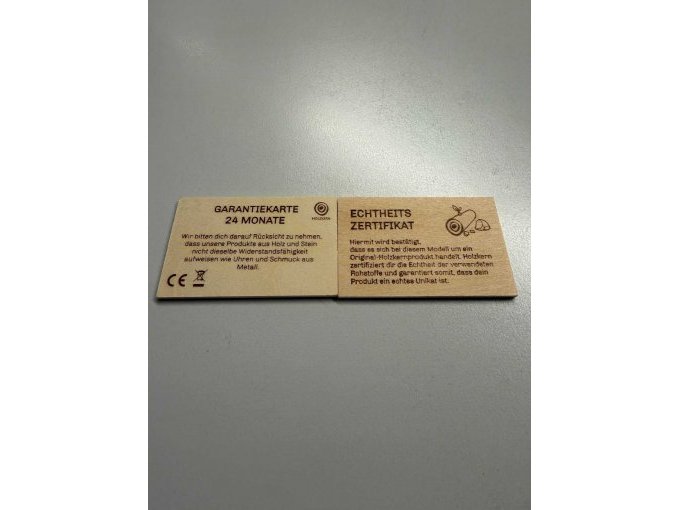 GARANTIEKARTE
24 MONATE
HOLZKERN
Wir bitten dich darauf Rücksicht zu nehmen,
dass unsere Produkte aus Holz und Stein
nicht dieselbe Widerstandsfähigkeit
aufweisen wie Uhren und Schmuck aus
Metall.
CE
ECHTHEITS
ZERTIFIKAT
Hiermit wird bestätigt,
dass es sich bei diesem Modell um ein
Original-Holzkernprodukt handelt. Holzkern
zertifiziert dir die Echtheit der verwendeten
Rohstoffe und garantiert somit, dass dein
Produkt ein echtes Unikat ist.